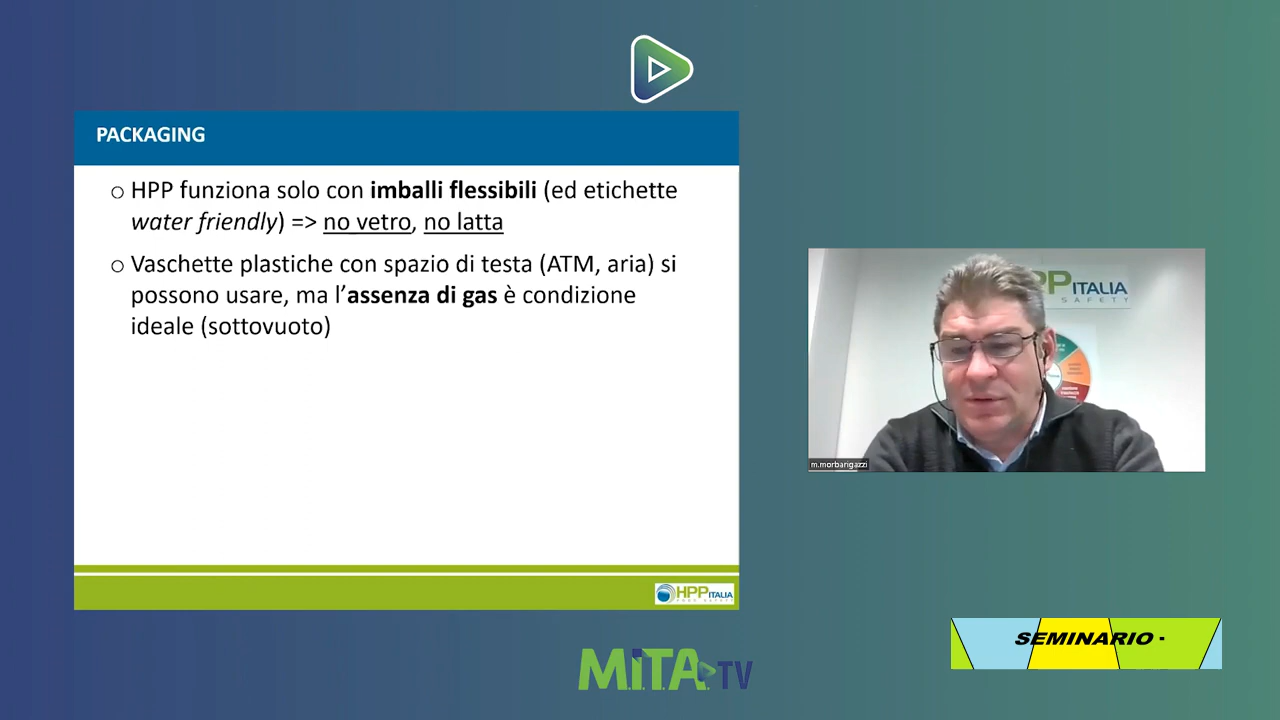 PACKAGING
o HPP funziona solo con imballi flessibili (ed etichette
water friendly) => no vetro, no latta
o Vaschette plastiche con spazio di testa (ATM, aria) si
possono usare, ma l’assenza di gas è condizione
ideale (sottovuoto)
HPP ITALIA
FOOD SAFETY
PP ITALIA
SAFETY
m.morbarigazzi
SEMINARIO -
M.I.T.A. TV